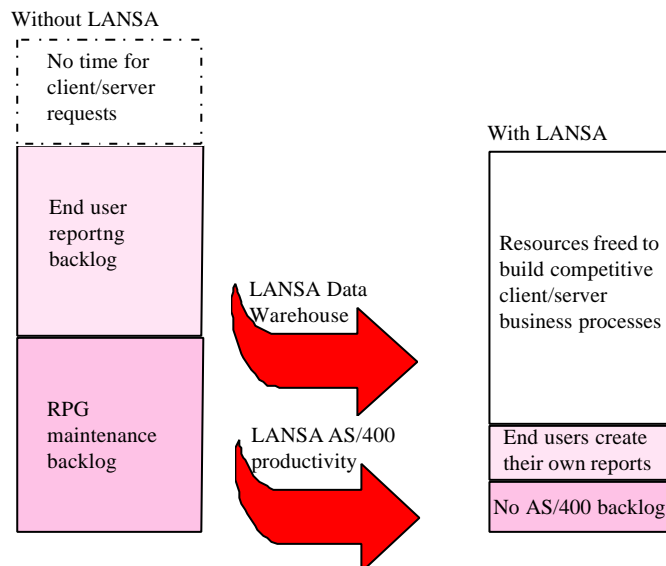 Without LANSA
No time for
client/server
requests
End user
reportng
backlog
RPG
maintenance
backlog
LANSA Data
Warehouse
LANSA AS/400
productivity
With LANSA
Resources freed to
build competitive
client/server
business processes
End users create
their own reports
No AS/400 backlog